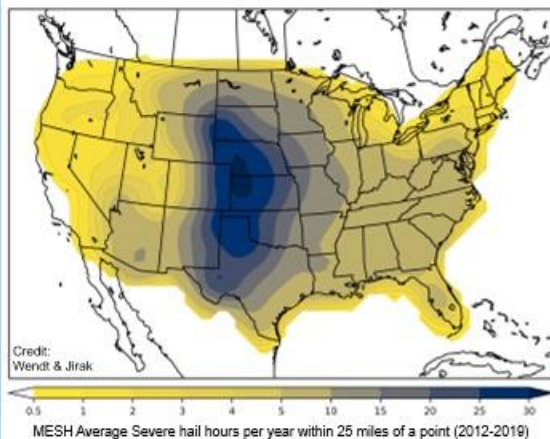 Credit:
Wendt & Jirak
0.5 1 2 3 4 5 10 15 20 25 30
MESH Average Severe hail hours per year within 25 miles of a point (2012-2019)